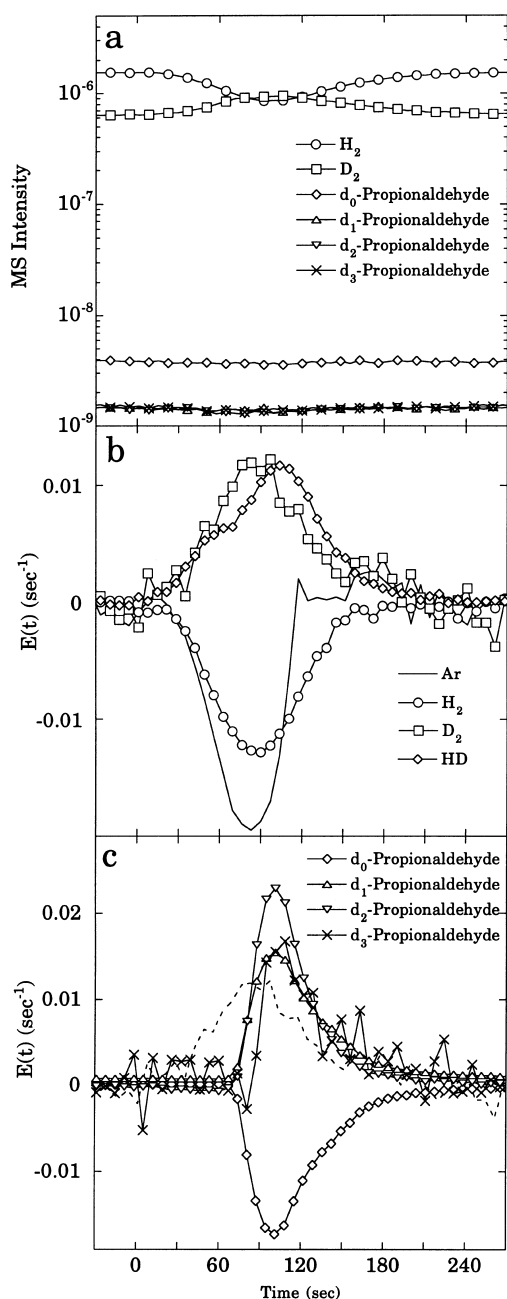 a
10⁻⁶
H₂
D₂
d₀-Propionaldehyde
d₁-Propionaldehyde
d₂-Propionaldehyde
d₃-Propionaldehyde
MS Intensity
10⁻⁷
10⁻⁸
10⁻⁹
b
0.01
0
-0.01
E(t) (sec⁻¹)
Ar
H₂
D₂
HD
c
d₀-Propionaldehyde
d₁-Propionaldehyde
d₂-Propionaldehyde
d₃-Propionaldehyde
0.02
0.01
0
-0.01
E(t) (sec⁻¹)
0 60 120 180 240
Time (sec)